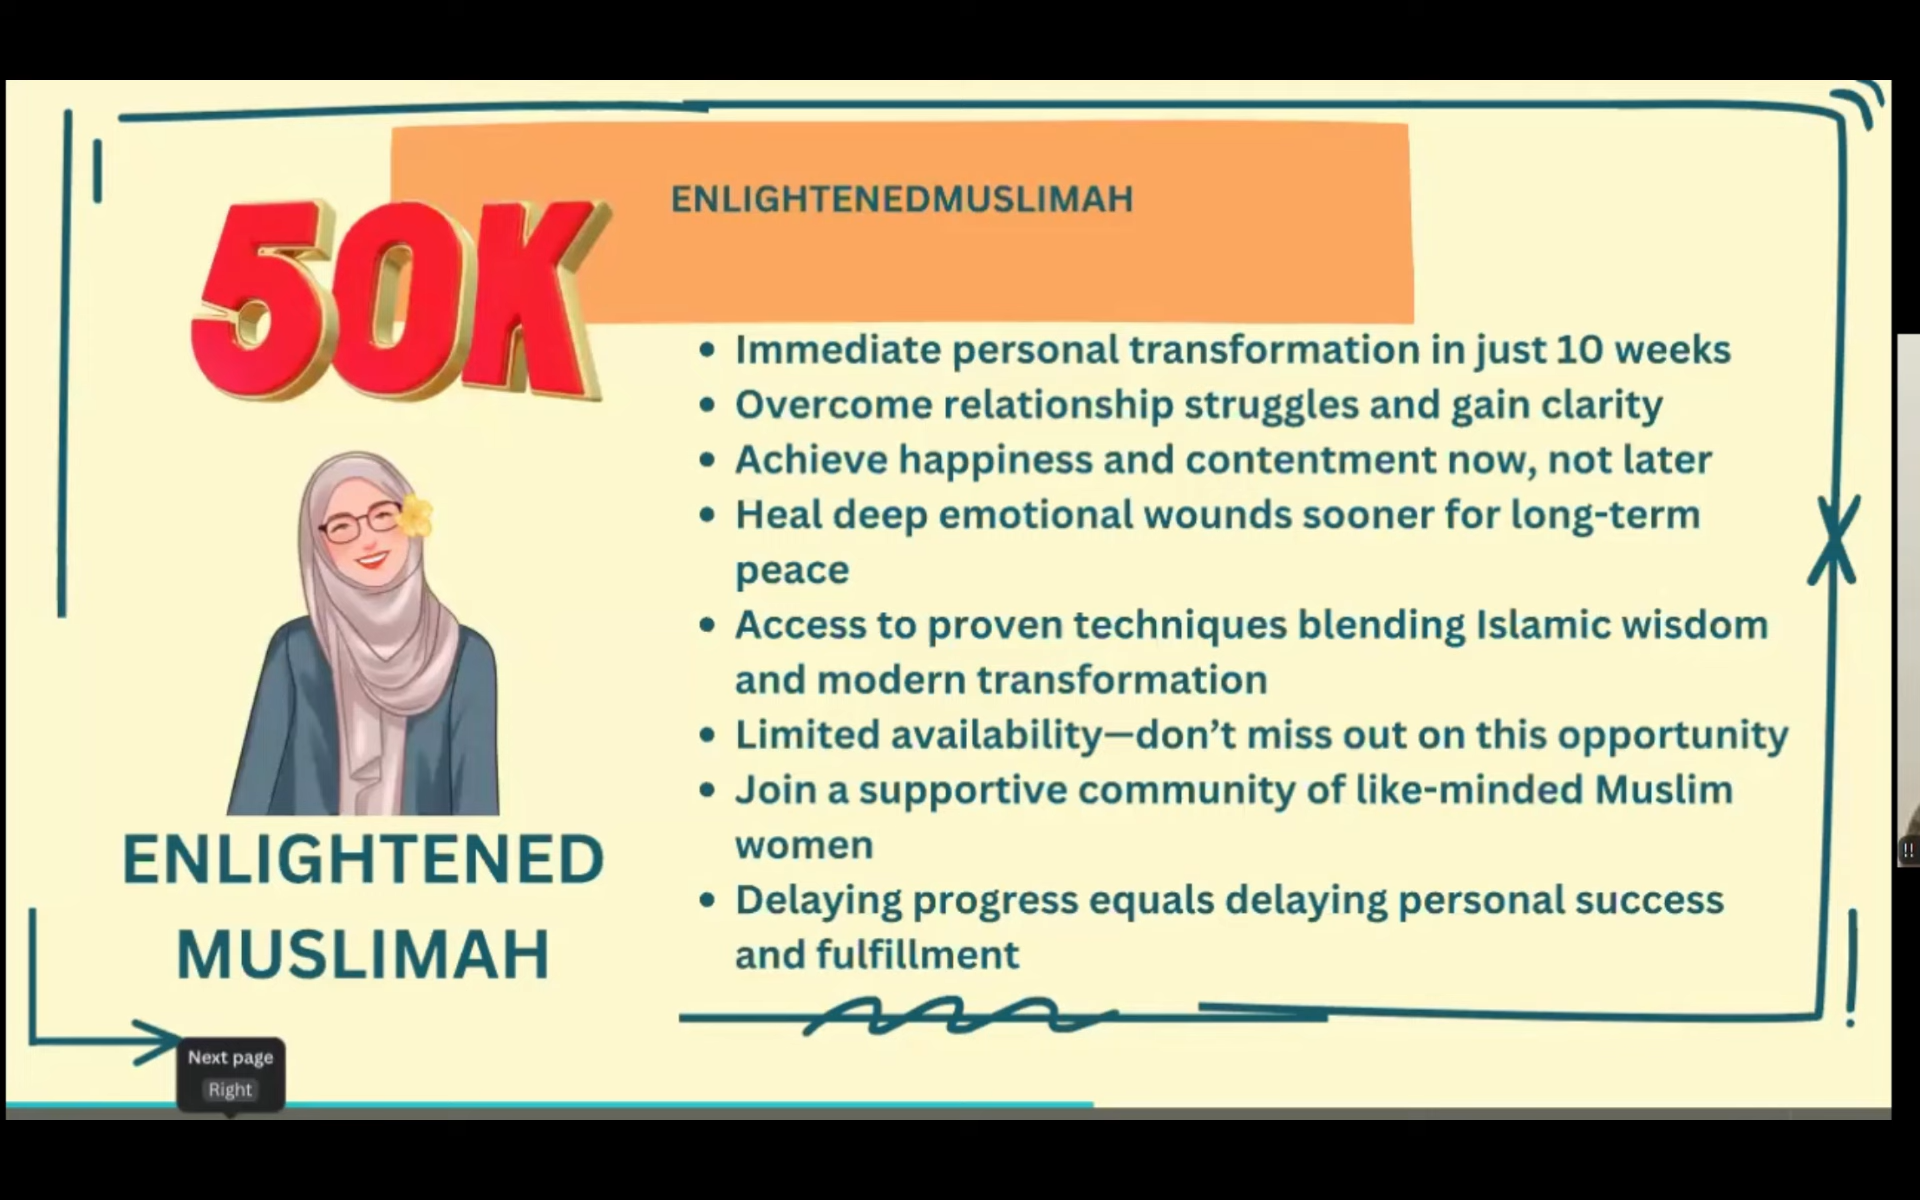 ENLIGHTENEDMUSLIMAH
50K
• Immediate personal transformation in just 10 weeks
• Overcome relationship struggles and gain clarity
• Achieve happiness and contentment now, not later
• Heal deep emotional wounds sooner for long-term
peace
• Access to proven techniques blending Islamic wisdom
and modern transformation
• Limited availability—don’t miss out on this opportunity
• Join a supportive community of like-minded Muslim
women
• Delaying progress equals delaying personal success
and fulfillment
ENLIGHTENED
MUSLIMAH
Next page
Right
!!